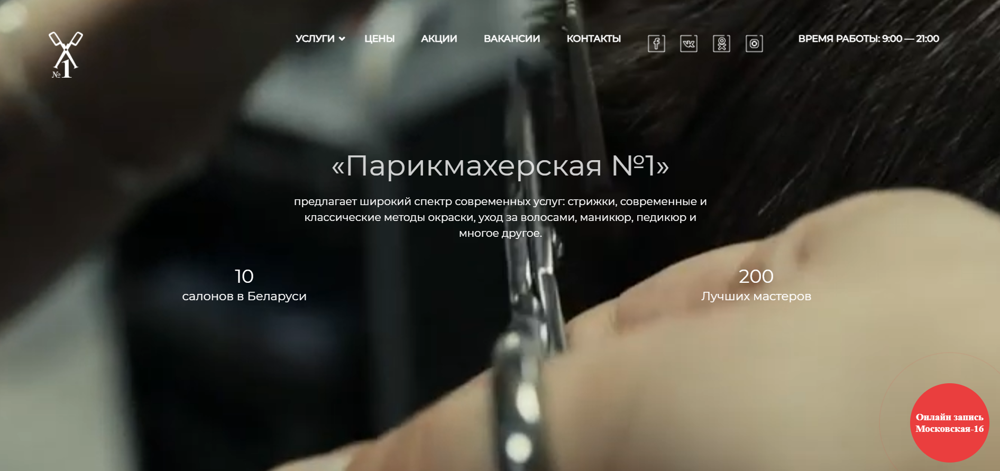 УСЛУГИ ЦЕНЫ АКЦИИ ВАКАНСИИ КОНТАКТЫ ВРЕМЯ РАБОТЫ: 9:00 — 21:00
№1
«Парикмахерская №1»
предлагает широкий спектр современных услуг: стрижки, современные и
классические методы окраски, уход за волосами, маникюр, педикюр и
многое другое.
10
салонов в Беларуси
200
Лучших мастеров
Онлайн запись
Московская-16